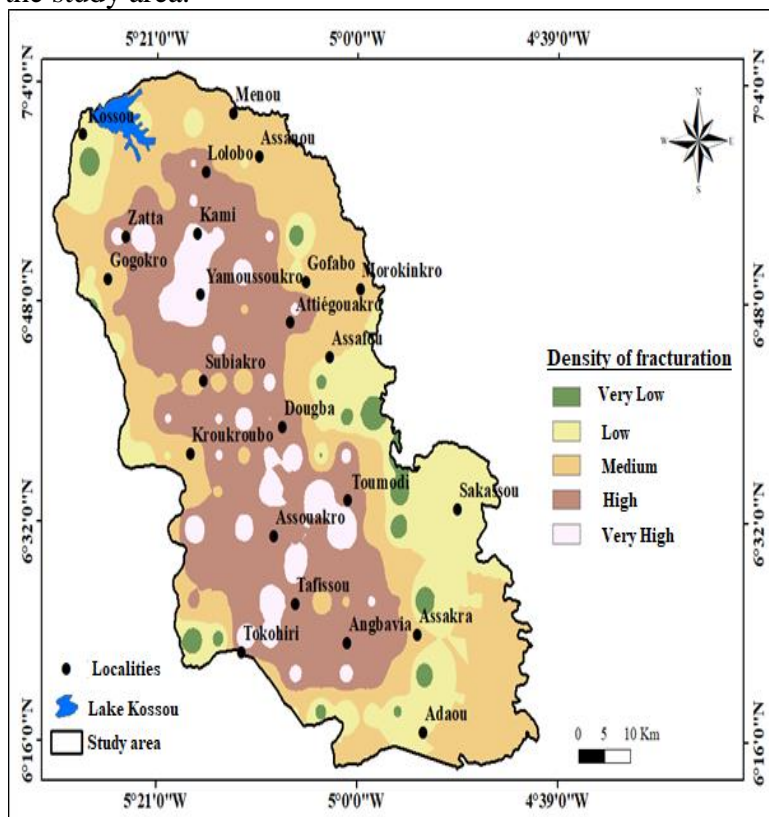 the study area.
5°21'0"W 5°0'0"W 4°39'0"W
7°4'0"N
7°4'0"N
N
W E
S
Menou
Kossou
Assanou
Lolobo
Zatta
Kami
Gogokro
Gofabo
Morokinkro
Yamoussoukro
Attiégouakro
6°48'0"N
6°48'0"N
Assafou
Subiakro
Dougba
Kroukroubo
Toumodi
Sakassou
Assouakro
6°32'0"N
6°32'0"N
Tafissou
Angbavia
Assakra
Tokohiri
Adaou
6°16'0"N
6°16'0"N
Density of fracturation
Very Low
Low
Medium
High
Very High
Localities
Lake Kossou
Study area
0 5 10 Km
5°21'0"W 5°0'0"W 4°39'0"W